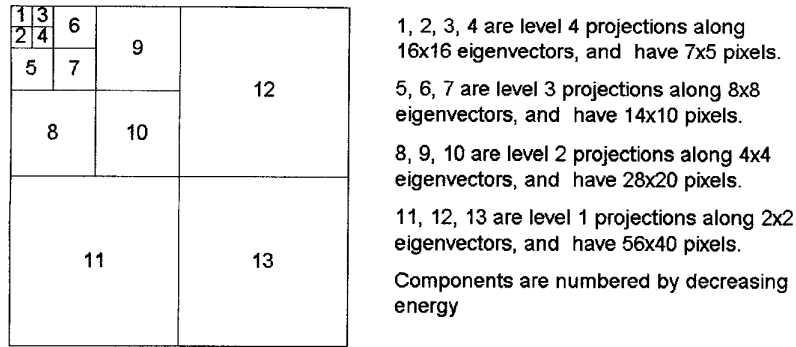 1 3 6
2 4
9
12
5 7
8 10
11 13
1, 2, 3, 4 are level 4 projections along
16x16 eigenvectors, and have 7x5 pixels.
5, 6, 7 are level 3 projections along 8x8
eigenvectors, and have 14x10 pixels.
8, 9, 10 are level 2 projections along 4x4
eigenvectors, and have 28x20 pixels.
11, 12, 13 are level 1 projections along 2x2
eigenvectors, and have 56x40 pixels.
Components are numbered by decreasing
energy